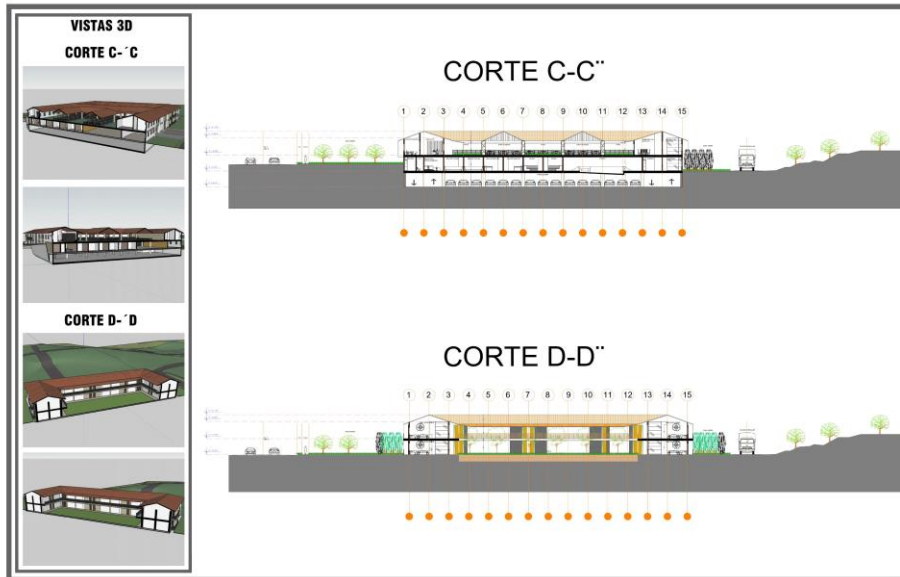 VISTAS 3D
CORTE C-´C
CORTE D-´D
CORTE C-C¨
1 2 3 4 5 6 7 8 9 10 11 12 13 14 15
CORTE D-D¨
1 2 3 4 5 6 7 8 9 10 11 12 13 14 15